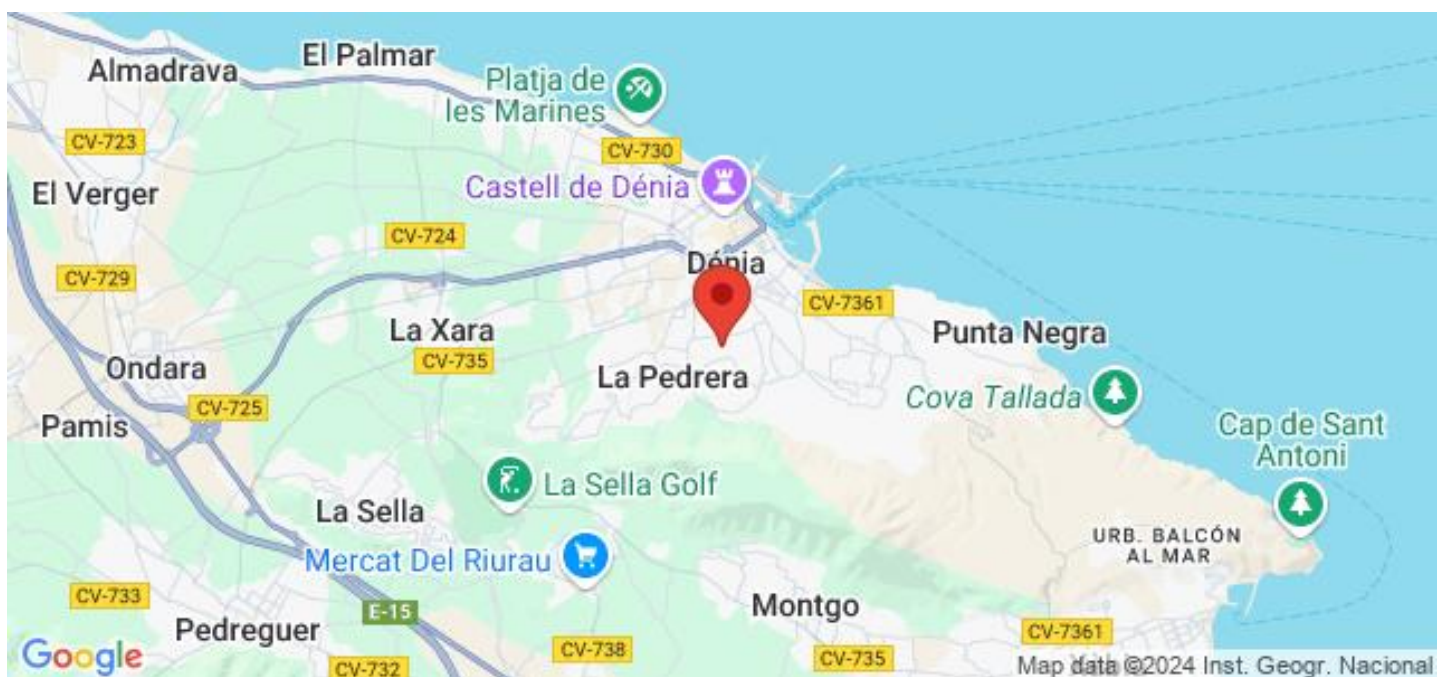 El Palmar
Almadrava
Platja de
les Marines
CV-723
CV-730
El Verger
Castell de Dénia
CV-724
Dénia
CV-729
CV-7361
La Xara
Punta Negra
CV-735
Ondara
La Pedrera
Cova Tallada
CV-725
Pamis
Cap de Sant
Antoni
La Sella Golf
La Sella
URB. BALCÓN
AL MAR
Mercat Del Riurau
CV-733
E-15
Montgo
Pedreguer
CV-7361
CV-738
CV-735
Google
CV-732
Map data ©2024 Inst. Geogr. Nacional